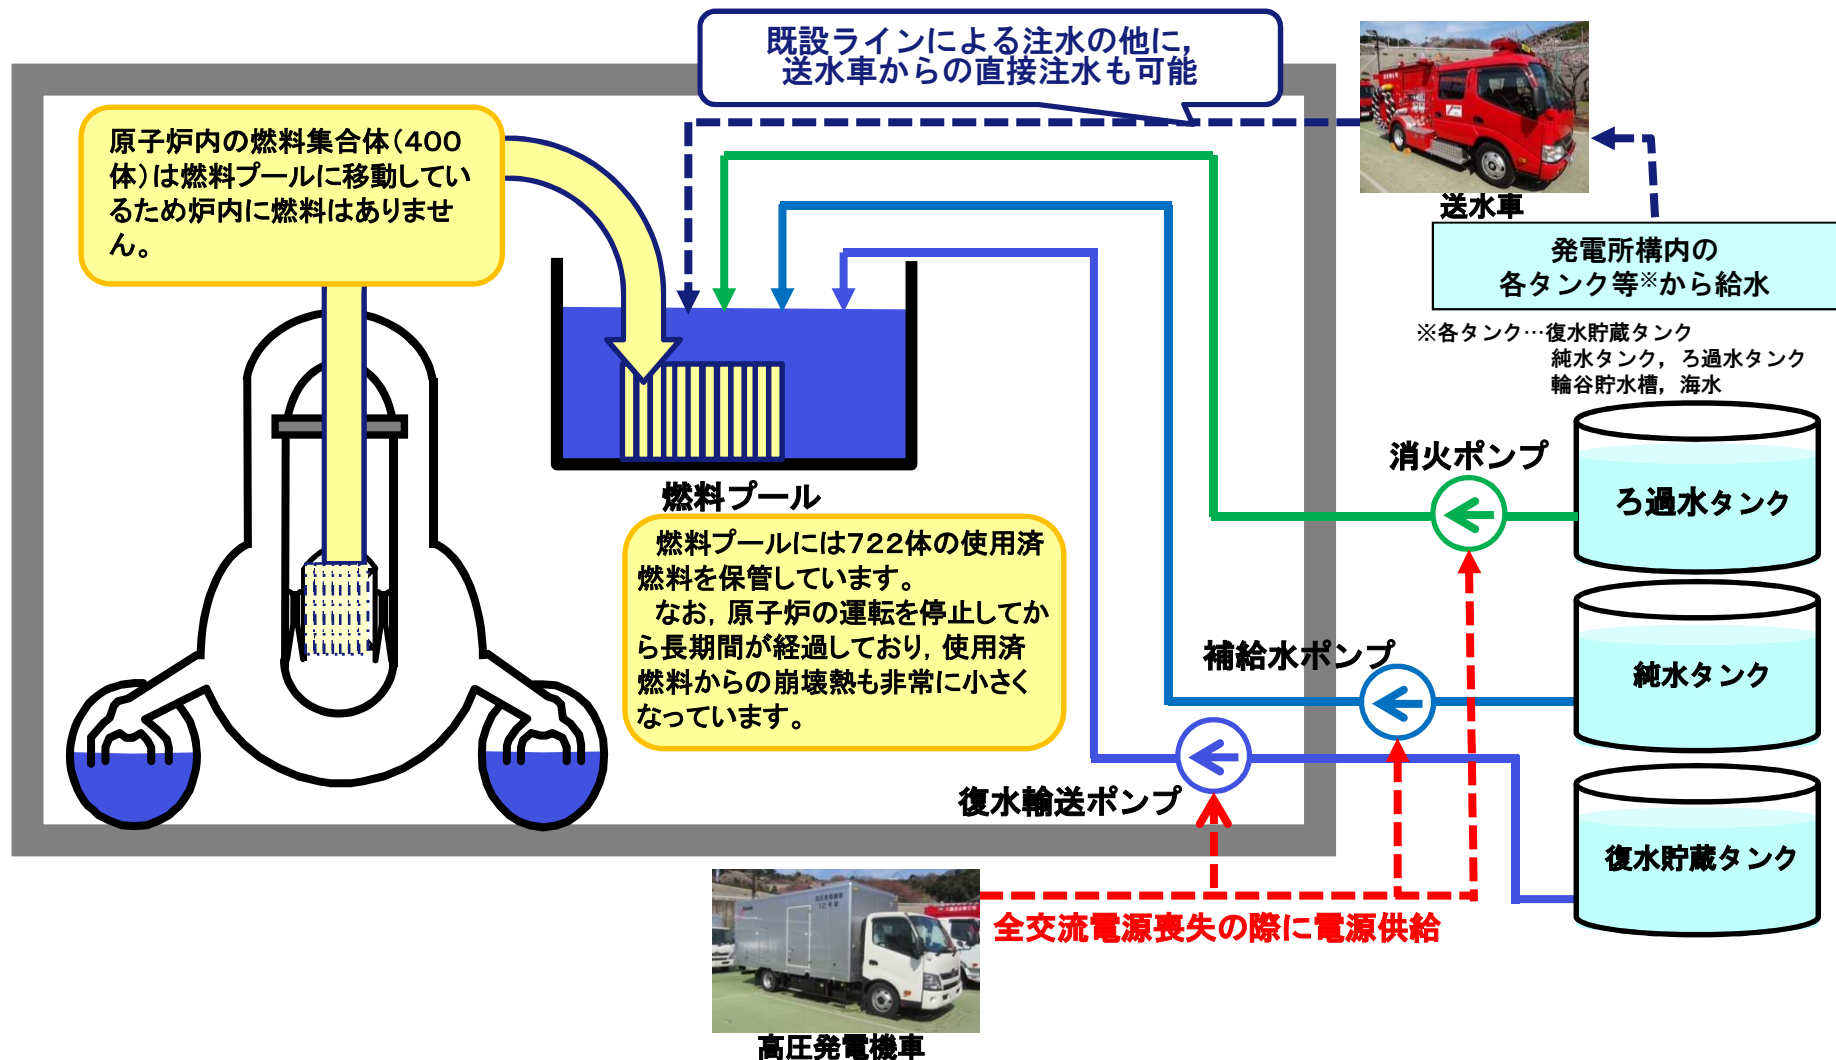 既設ラインによる注水の他に，
送水車からの直接注水も可能
原子炉内の燃料集合体（400
体）は燃料プールに移動してい
るため炉内に燃料はありませ
ん。
送水車
発電所構内の
各タンク等※から給水
※各タンク…復水貯蔵タンク
純水タンク，ろ過水タンク
輪谷貯水槽，海水
消火ポンプ
ろ過水タンク
燃料プール
燃料プールには722体の使用済
燃料を保管しています。
なお，原子炉の運転を停止してか
ら長期間が経過しており，使用済
燃料からの崩壊熱も非常に小さく
なっています。
補給水ポンプ
純水タンク
復水輸送ポンプ
復水貯蔵タンク
全交流電源喪失の際に電源供給
高圧発電機車